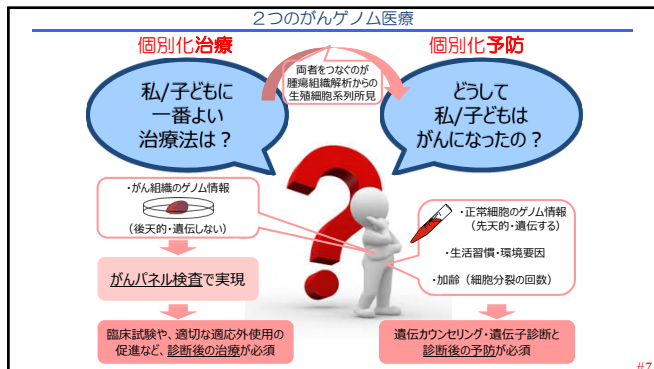 ２つのがんゲノム医療
個別化治療
個別化予防
両者をつなぐのが
腫瘍組織解析からの
生殖細胞系列所見
私/子どもに
一番よい
治療法は？
どうして
私/子どもは
がんになったの？
・がん組織のゲノム情報
（後天的・遺伝しない）
がんパネル検査で実現
臨床試験や、適切な適応外使用の
促進など、診断後の治療が必須
・正常細胞のゲノム情報
（先天的・遺伝する）
・生活習慣・環境要因
・加齢（細胞分裂の回数）
遺伝カウンセリング・遺伝子診断と
診断後の予防が必須
#7